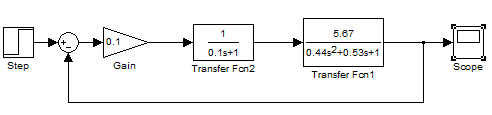 Step
0.1
Gain
1
0.1s+1
Transfer Fcn2
5.67
0.44s²+0.53s+1
Transfer Fcn1
Scope